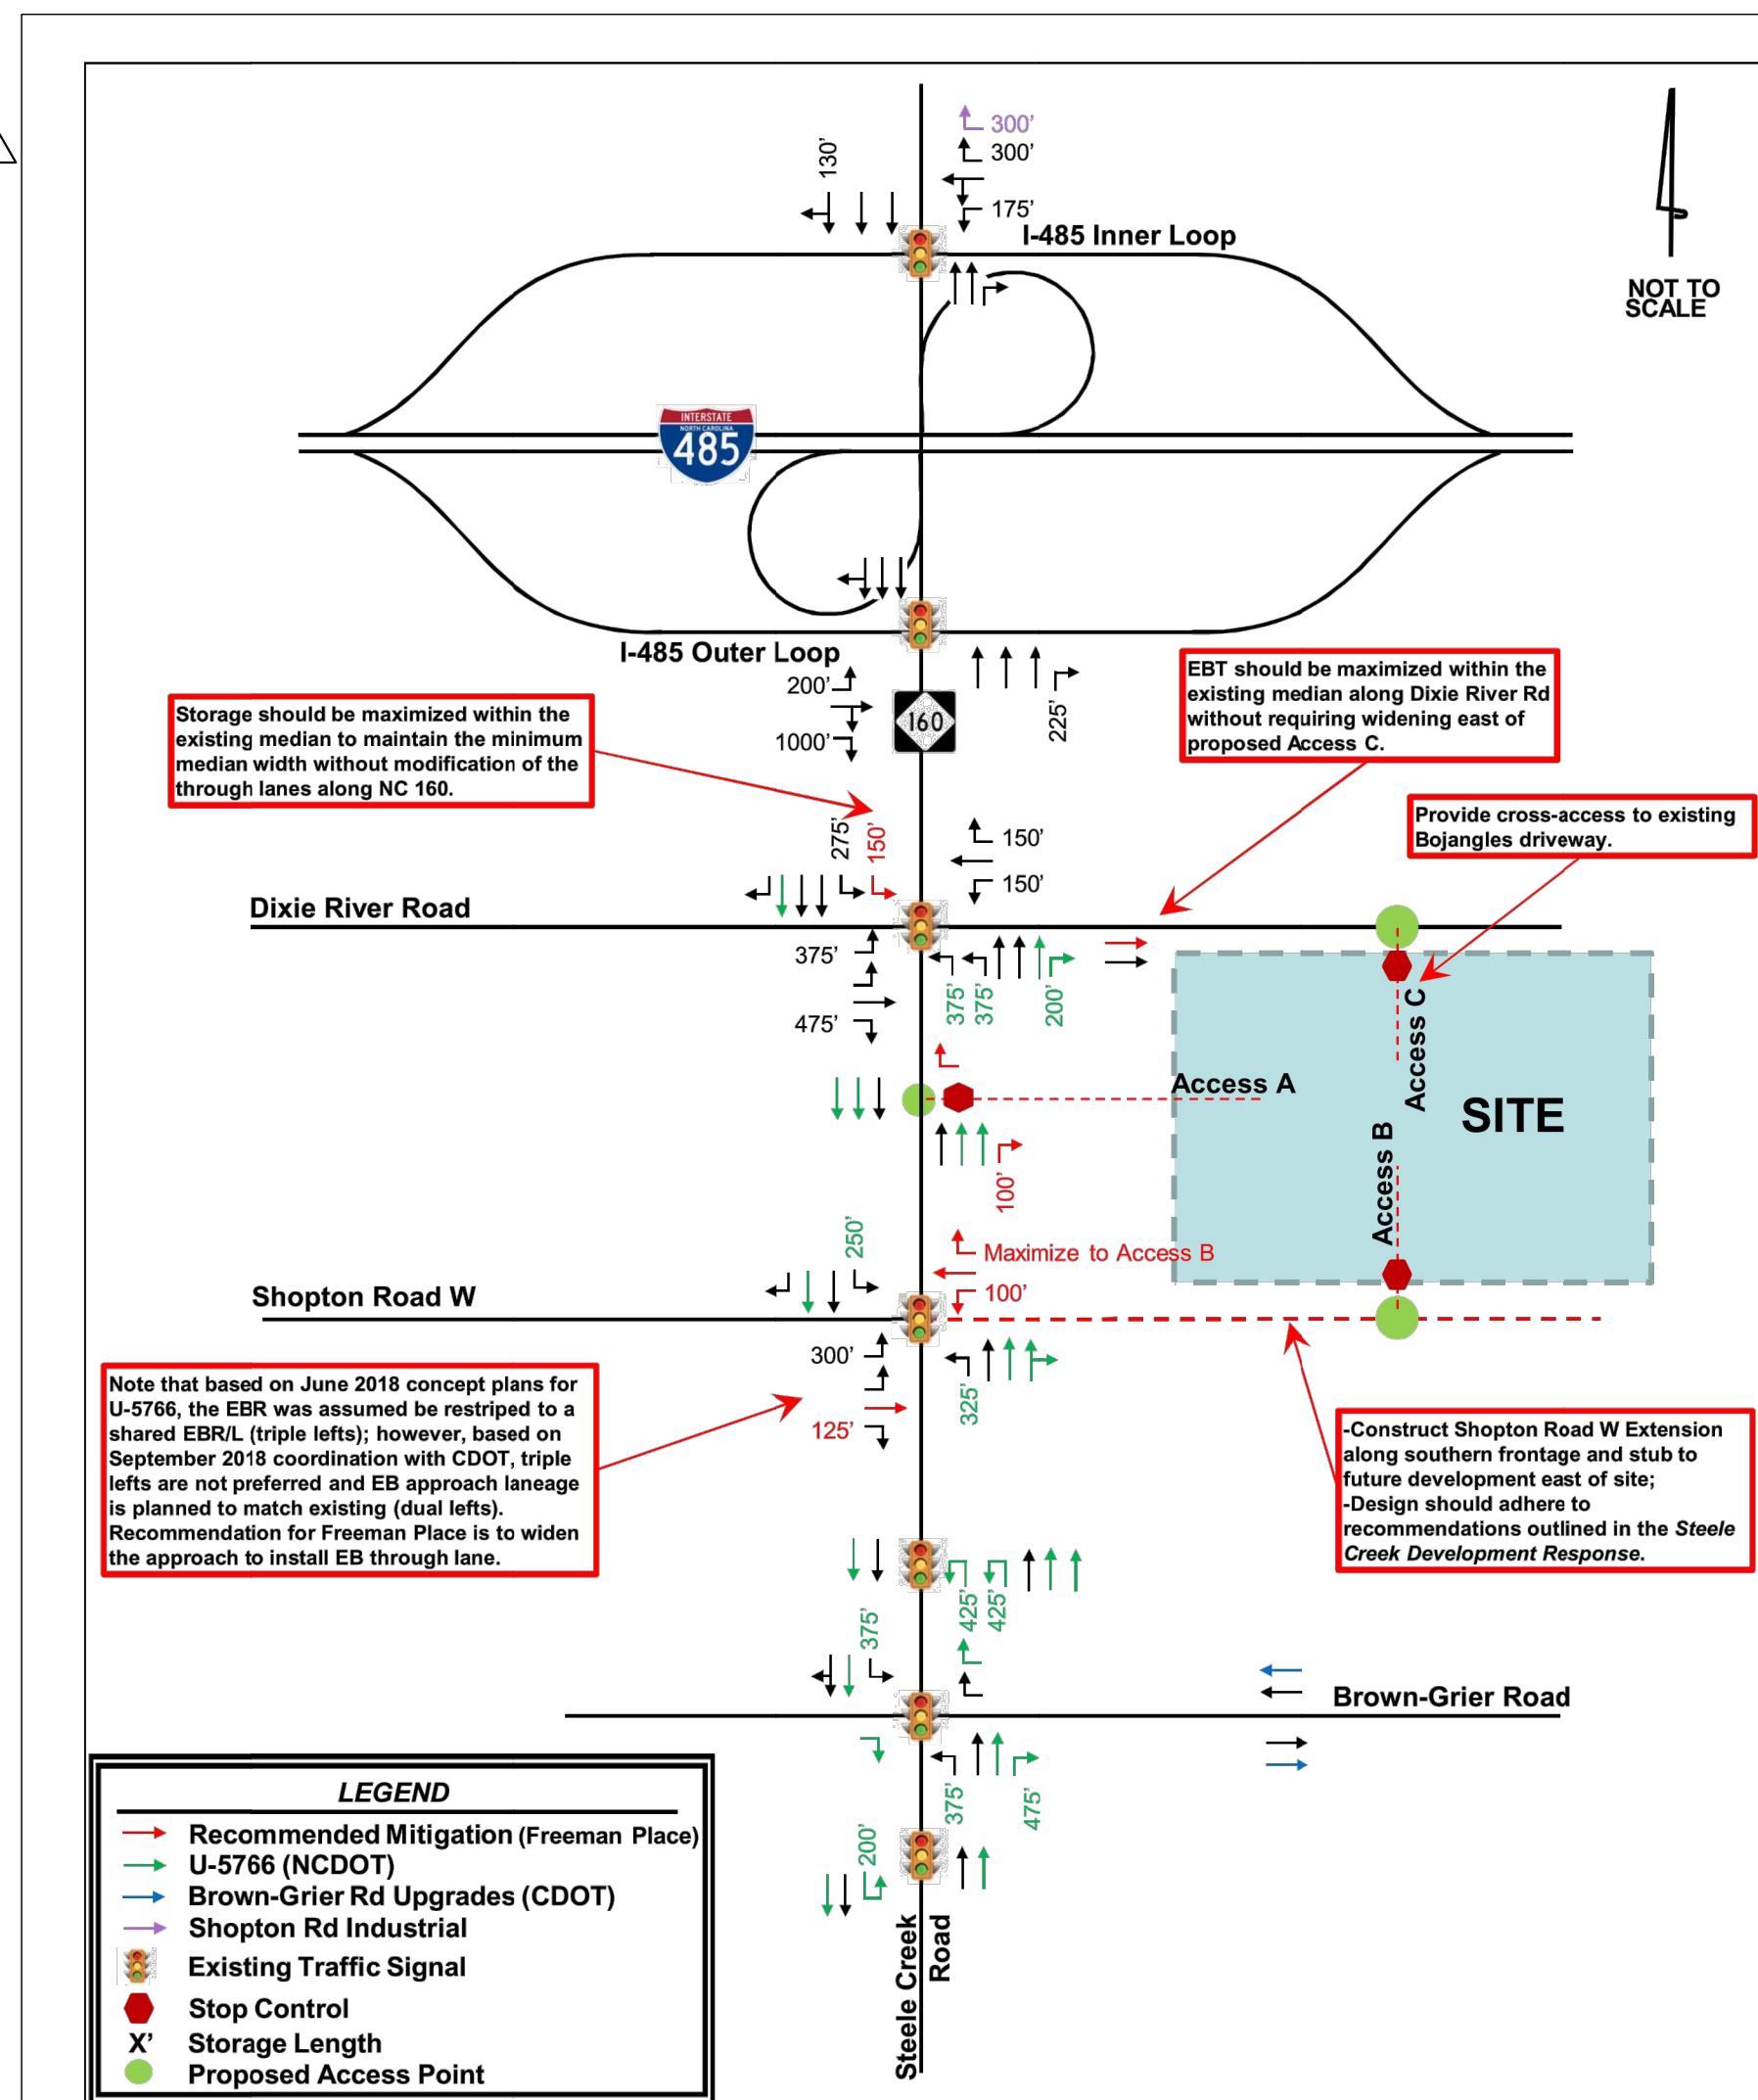 300'
130'
300'
175'
I-485 Inner Loop
NOT TO
SCALE
INTERSTATE
NORTH CAROLINA
485
I-485 Outer Loop
200'
1000'
160
225'
EBT should be maximized within the
existing median along Dixie River Rd
without requiring widening east of
proposed Access C.
Storage should be maximized within the
existing median to maintain the minimum
median width without modification of the
through lanes along NC 160.
Provide cross-access to existing
Bojangles driveway.
275'
150'
150'
150'
Dixie River Road
375'
475'
375'
375'
200'
Access C
Access A
SITE
Access B
100'
250'
Maximize to Access B
100'
Shopton Road W
300'
125'
325'
Note that based on June 2018 concept plans for
U-5766, the EBR was assumed be restriped to a
shared EBR/L (triple lefts); however, based on
September 2018 coordination with CDOT, triple
lefts are not preferred and EB approach laneage
is planned to match existing (dual lefts).
Recommendation for Freeman Place is to widen
the approach to install EB through lane.
-Construct Shopton Road W Extension
along southern frontage and stub to
future development east of site;
-Design should adhere to
recommendations outlined in the Steele
Creek Development Response.
425'
425'
375'
Brown-Grier Road
375'
475'
200'
Steele Creek
Road
LEGEND
Recommended Mitigation (Freeman Place)
U-5766 (NCDOT)
Brown-Grier Rd Upgrades (CDOT)
Shopton Rd Industrial
Existing Traffic Signal
Stop Control
X' Storage Length
Proposed Access Point